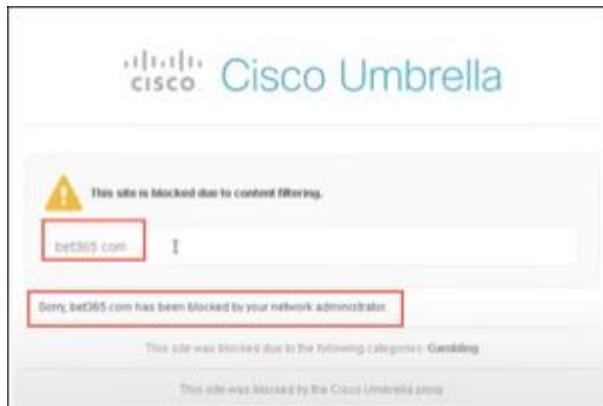 CISCO Cisco Umbrella
This site is blocked due to content filtering.
bet365.com
Sorry, bet365.com has been blocked by your network administrator.
This site was blocked due to the following categories: Gambling
This site was blocked by the Cisco Umbrella proxy